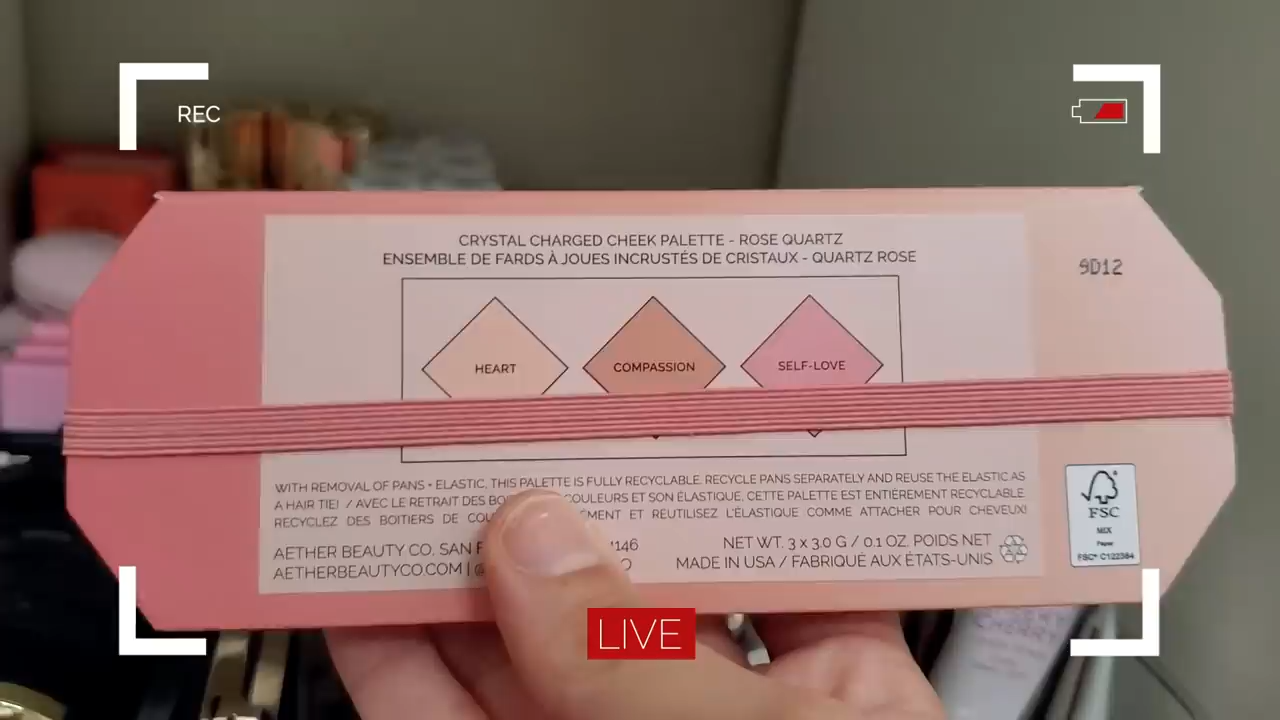 REC
CRYSTAL CHARGED CHEEK PALETTE - ROSE QUARTZ
ENSEMBLE DE FARDS À JOUES INCRUSTÉS DE CRISTAUX - QUARTZ ROSE
9D12
HEART
COMPASSION
SELF-LOVE
WITH REMOVAL OF PANS + ELASTIC, THIS PALETTE IS FULLY RECYCLABLE. RECYCLE PANS SEPARATELY AND REUSE THE ELASTIC AS
A HAIR TIE! / AVEC LE RETRAIT DES COULEURS ET SON ÉLASTIQUE, CETTE PALETTE EST ENTIÈREMENT RECYCLABLE.
RECYCLEZ DES BOITIERS DE ET REUTILISEZ L'ÉLASTIQUE COMME ATTACHER POUR CHEVEUX!
AETHER BEAUTY CO. SAN
NET WT. 3 x 3.0 G / 0.1 OZ. POIDS NET
AETHERBEAUTYCO.COM | @
MADE IN USA / FABRIQUÉ AUX ÉTATS-UNIS
FSC
MIX
Paper
FSC® C122384
LIVE